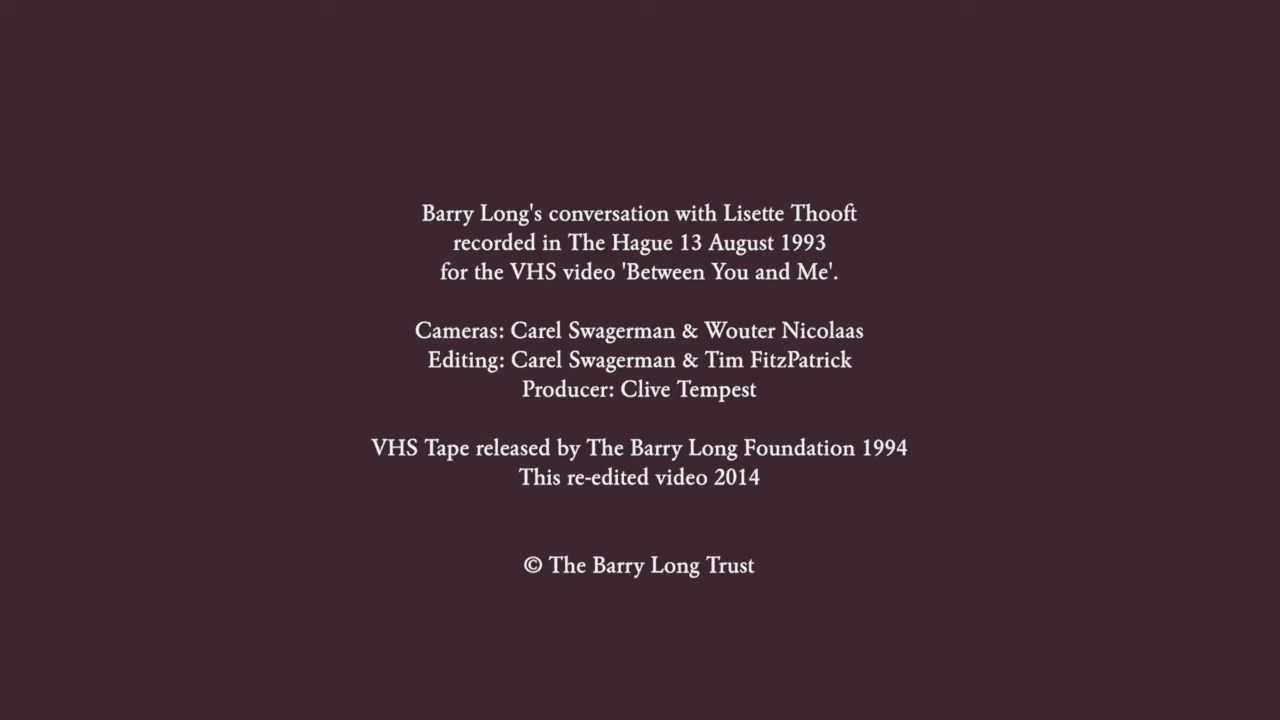 Barry Long's conversation with Lisette Thooft
recorded in The Hague 13 August 1993
for the VHS video 'Between You and Me'.
Cameras: Carel Swagerman & Wouter Nicolaas
Editing: Carel Swagerman & Tim FitzPatrick
Producer: Clive Tempest
VHS Tape released by The Barry Long Foundation 1994
This re-edited video 2014
© The Barry Long Trust